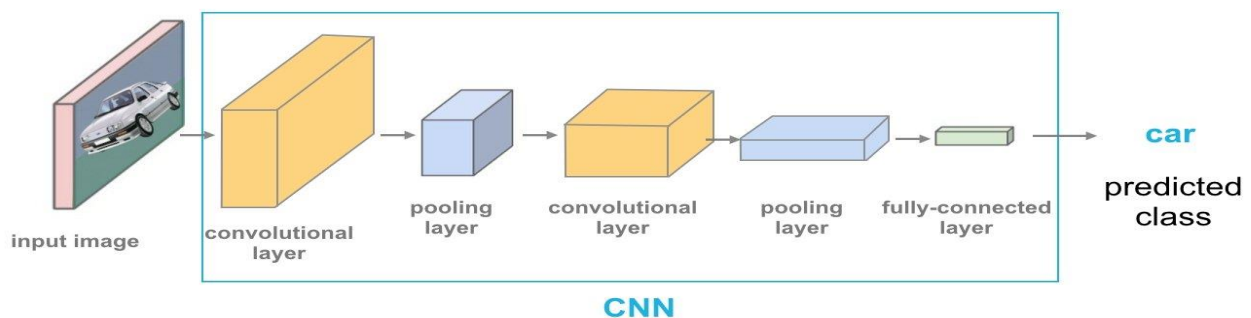 input image
convolutional
layer
pooling
layer
convolutional
layer
pooling
layer
fully-connected
layer
car
predicted
class
CNN